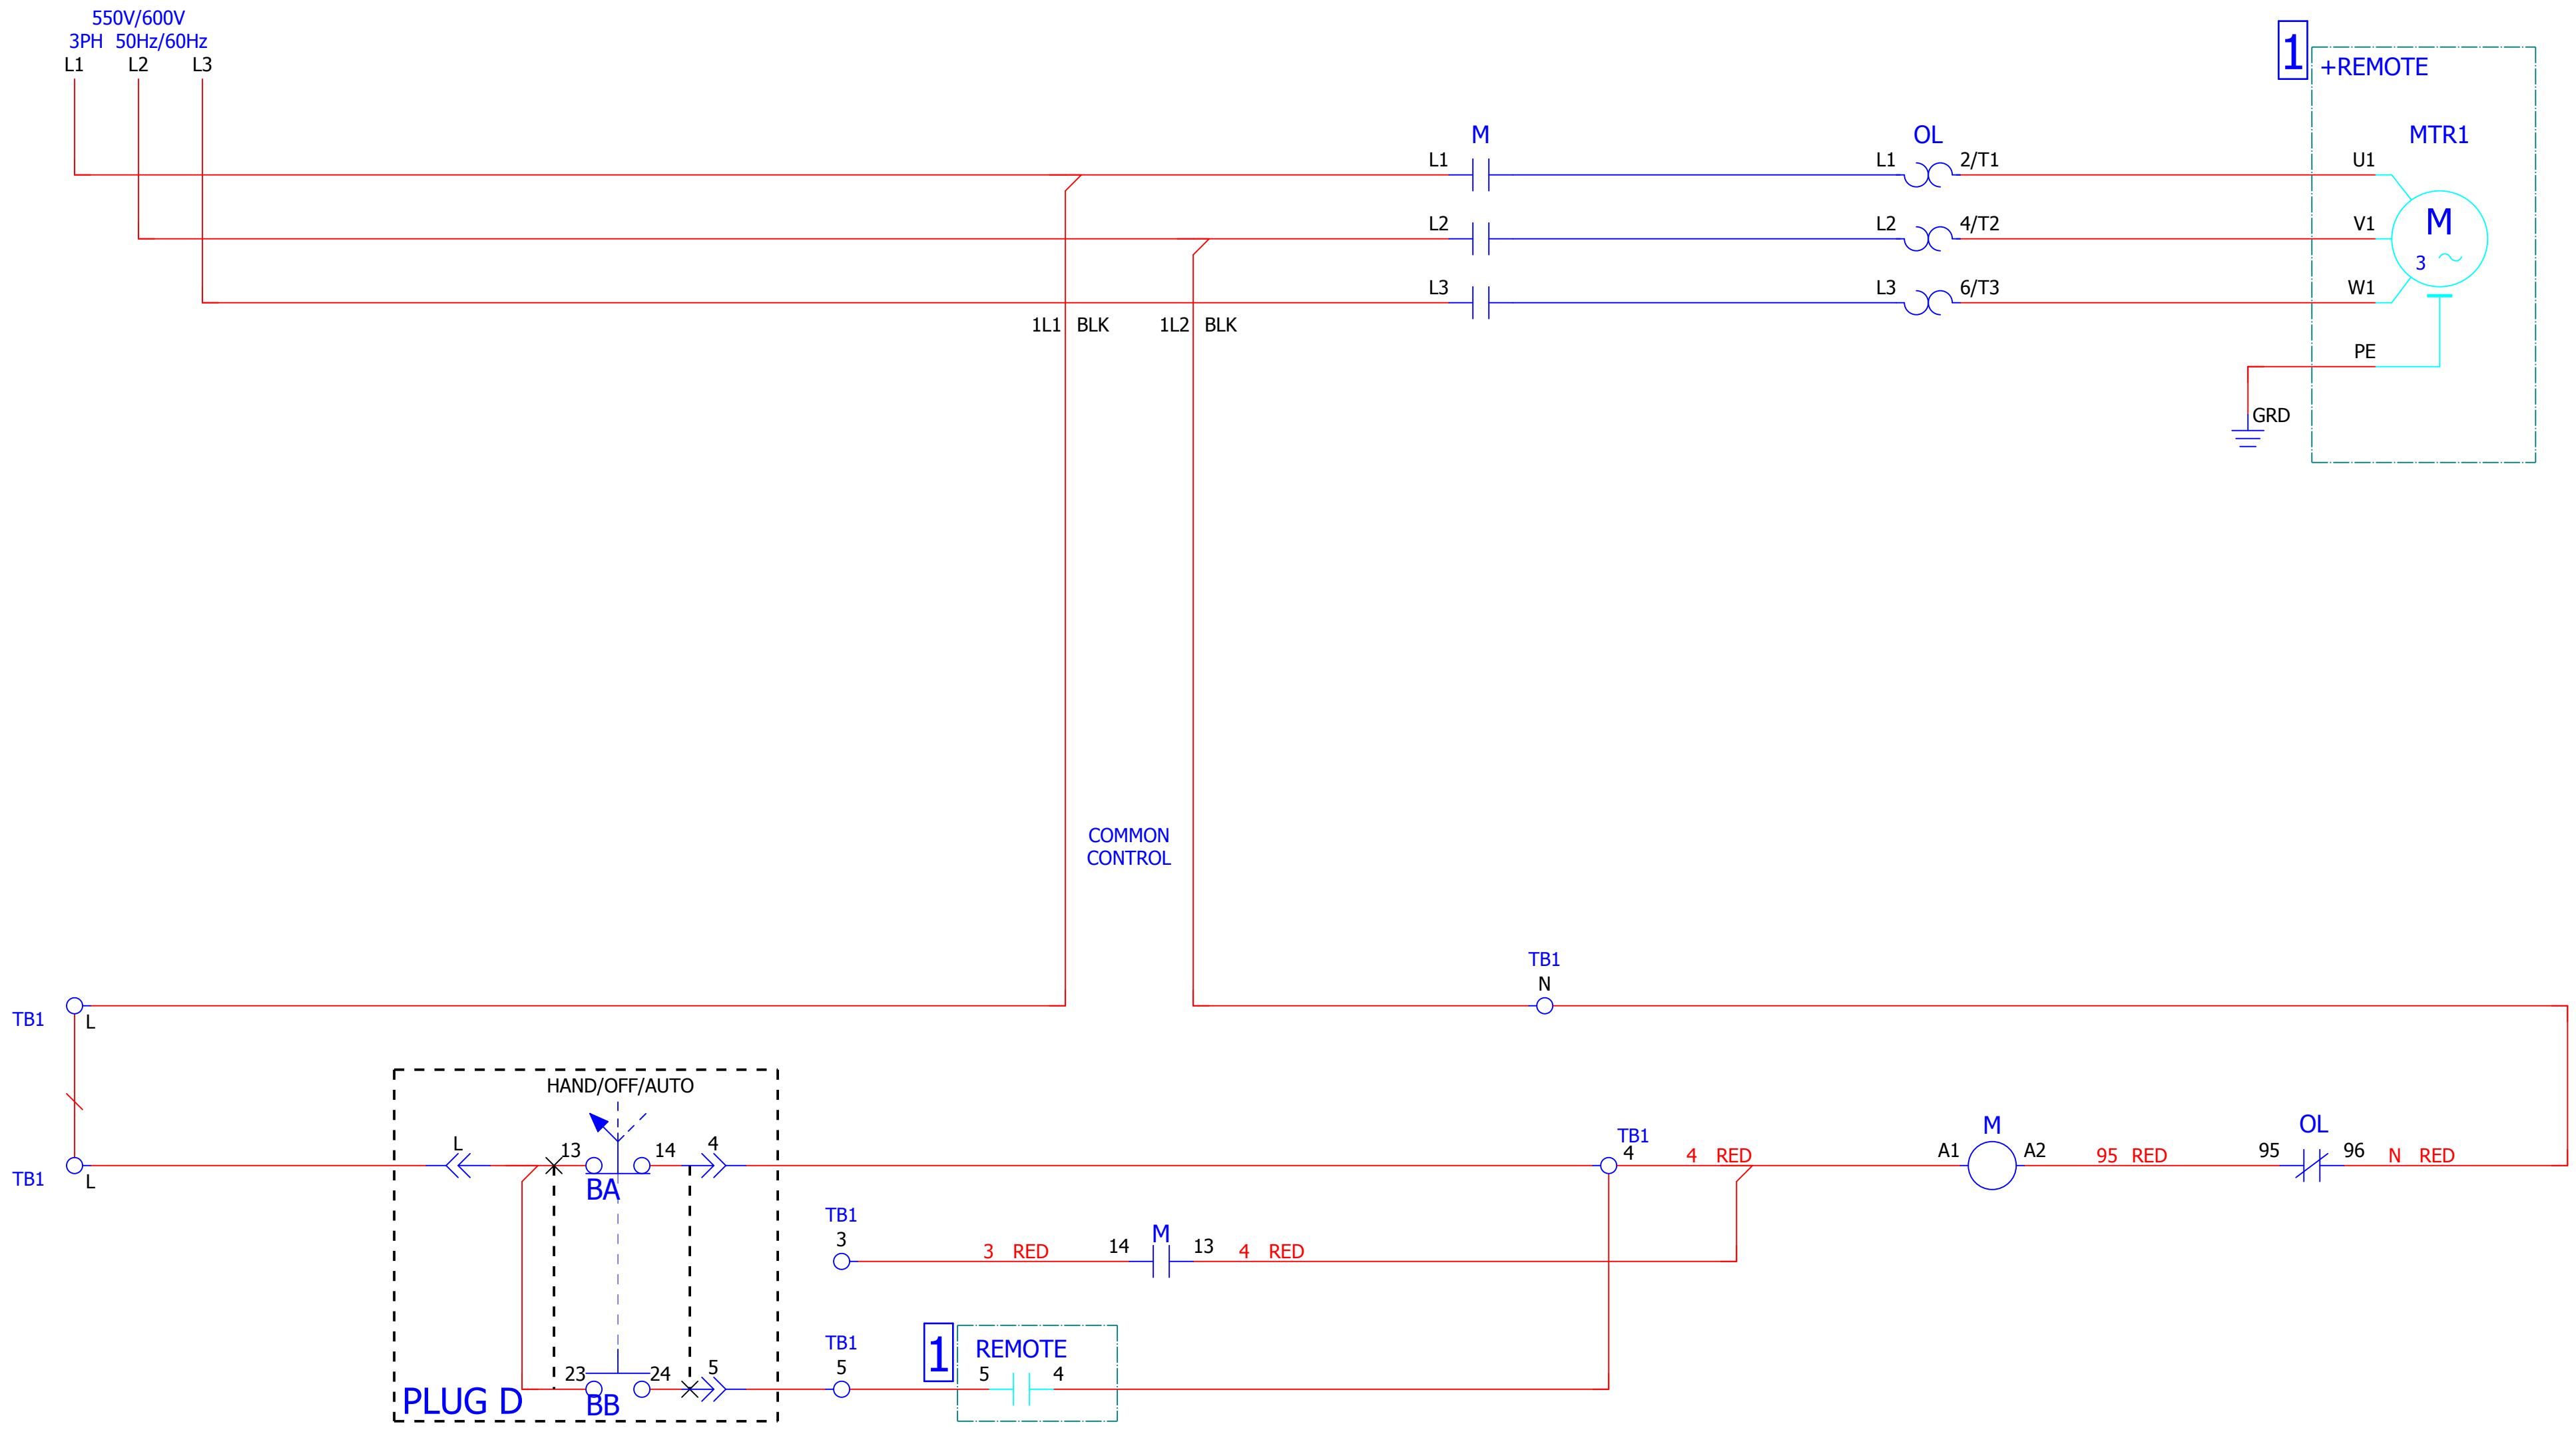 550V/600V
3PH 50Hz/60Hz
L1 L2 L3
1
+REMOTE
M OL MTR1
L1 L1 2/T1 U1
L2 L2 4/T2 V1
M
3
L3 L3 6/T3 W1
1L1 BLK 1L2 BLK
PE
GRD
COMMON
CONTROL
TB1
N
TB1 L
HAND/OFF/AUTO
L 13 14 4
TB1
4
4 RED
M
A1 A2
95 RED
OL
95 96
N RED
TB1 L
BA
TB1
3
3 RED
M
14 13
4 RED
TB1
5
1
REMOTE
5 4
23 24 5
PLUG D
BB